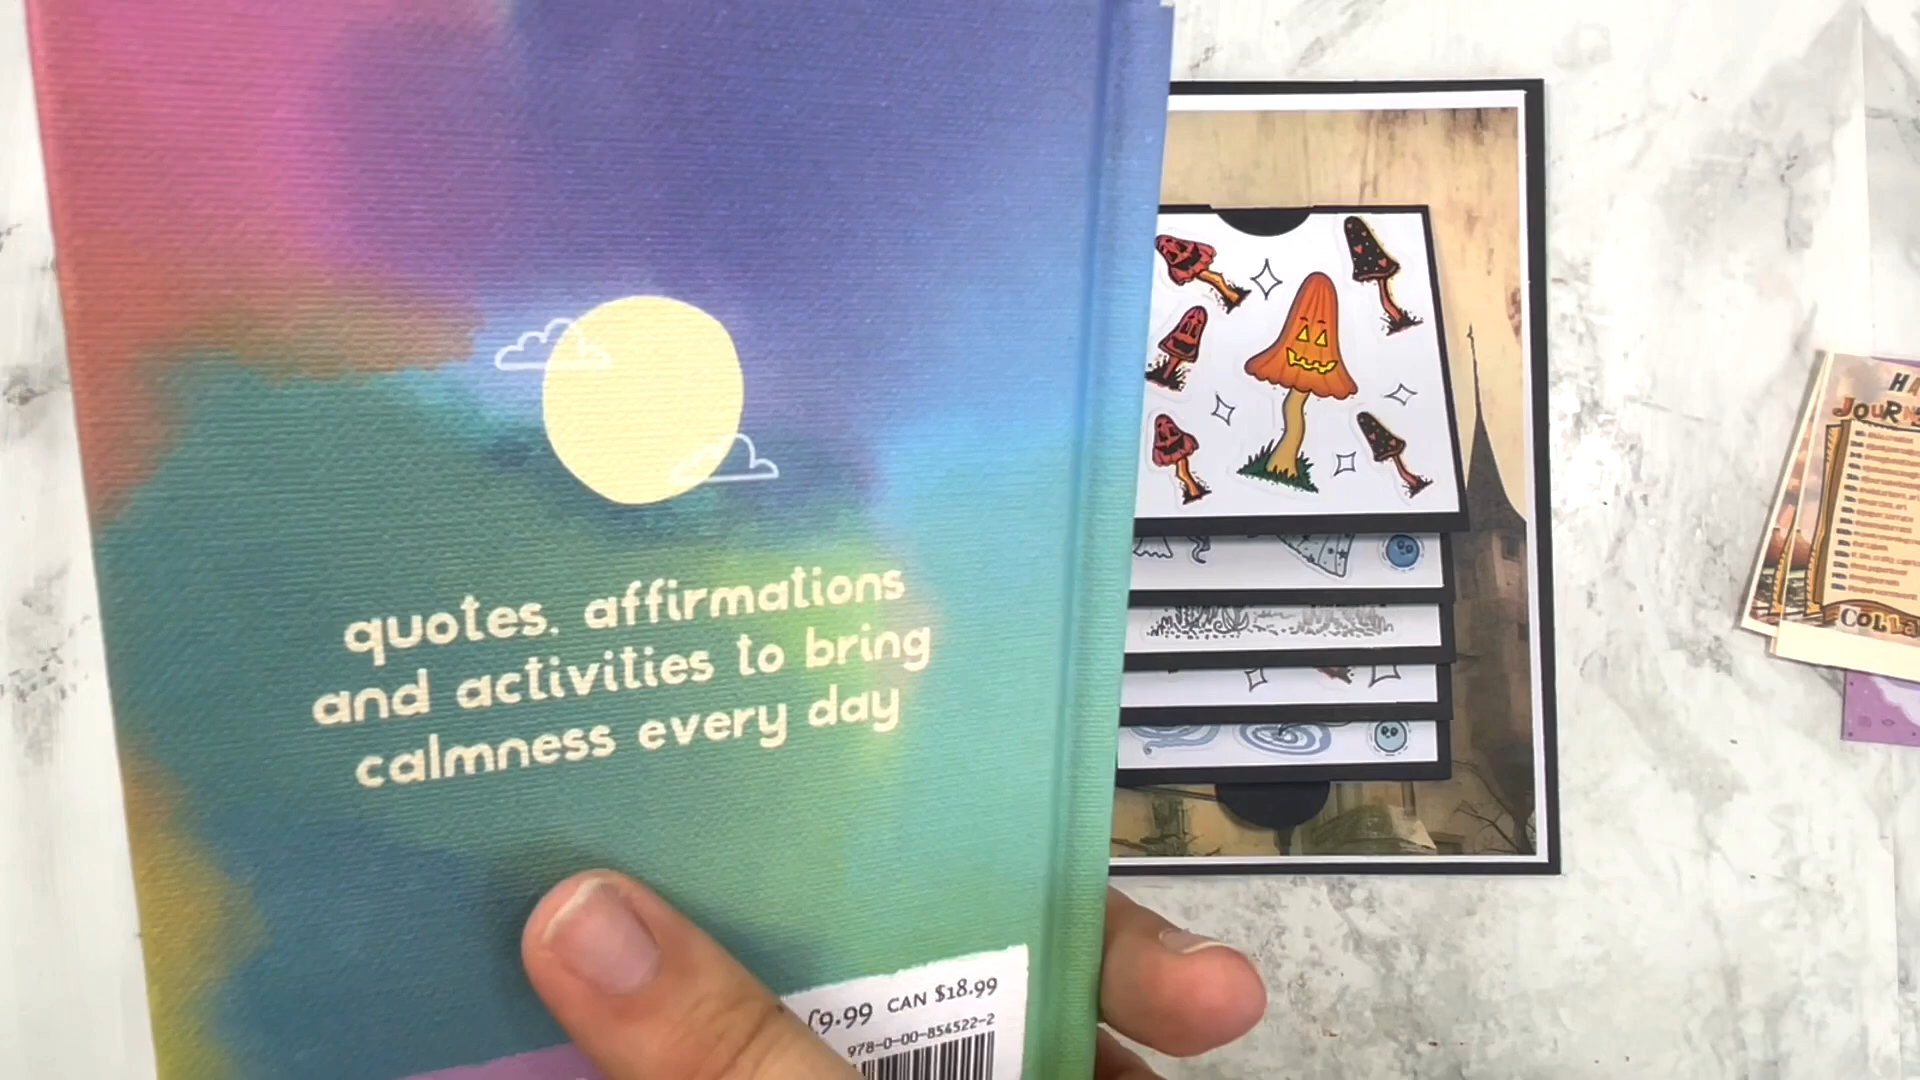 quotes, affirmations
and activities to bring
calmness every day
£9.99 CAN $18.99
978-0-00-854522-2